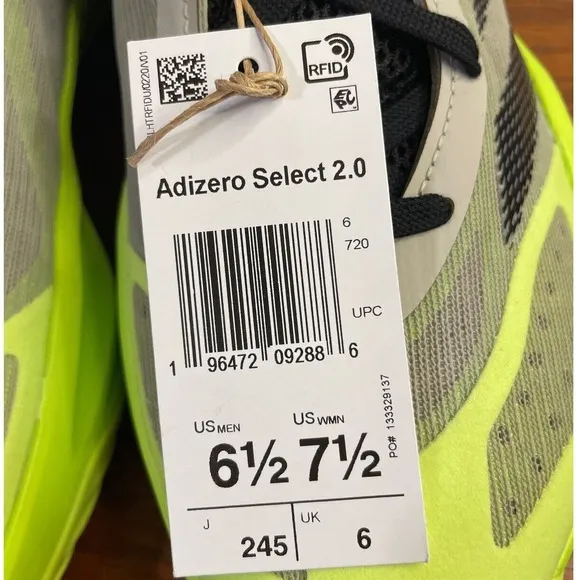 RFID
Adizero Select 2.0
6
720
UPC
1 96472 09288 6
PO# 133329137
US MEN US WMN
6½ 7½
J 245 UK 6